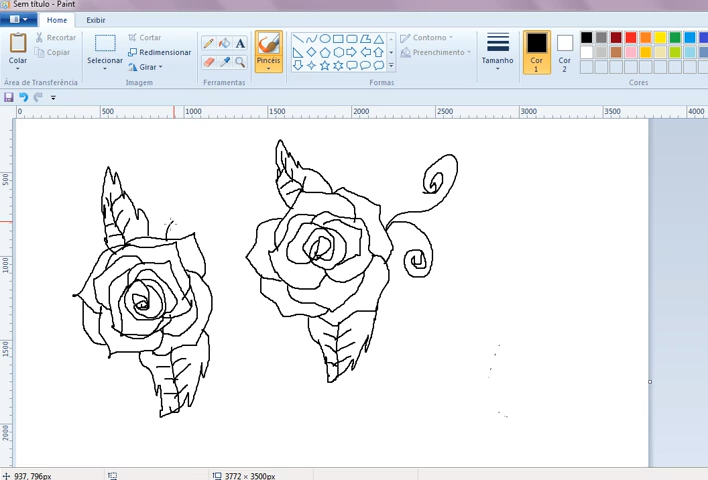 Sem título - Paint
Home Exibir
Colar
Recortar
Copiar
Área de Transferência
Selecionar
Cortar
Redimensionar
Girar
Imagem
A
Ferramentas
Pincéis
Contorno
Preenchimento
Formas
Tamanho
Cor
1
Cor
2
Cores
0 500 1000 1500 2000 2500 3000 3500 4000
500
1000
1500
2000
937, 796px 3772 × 3500px